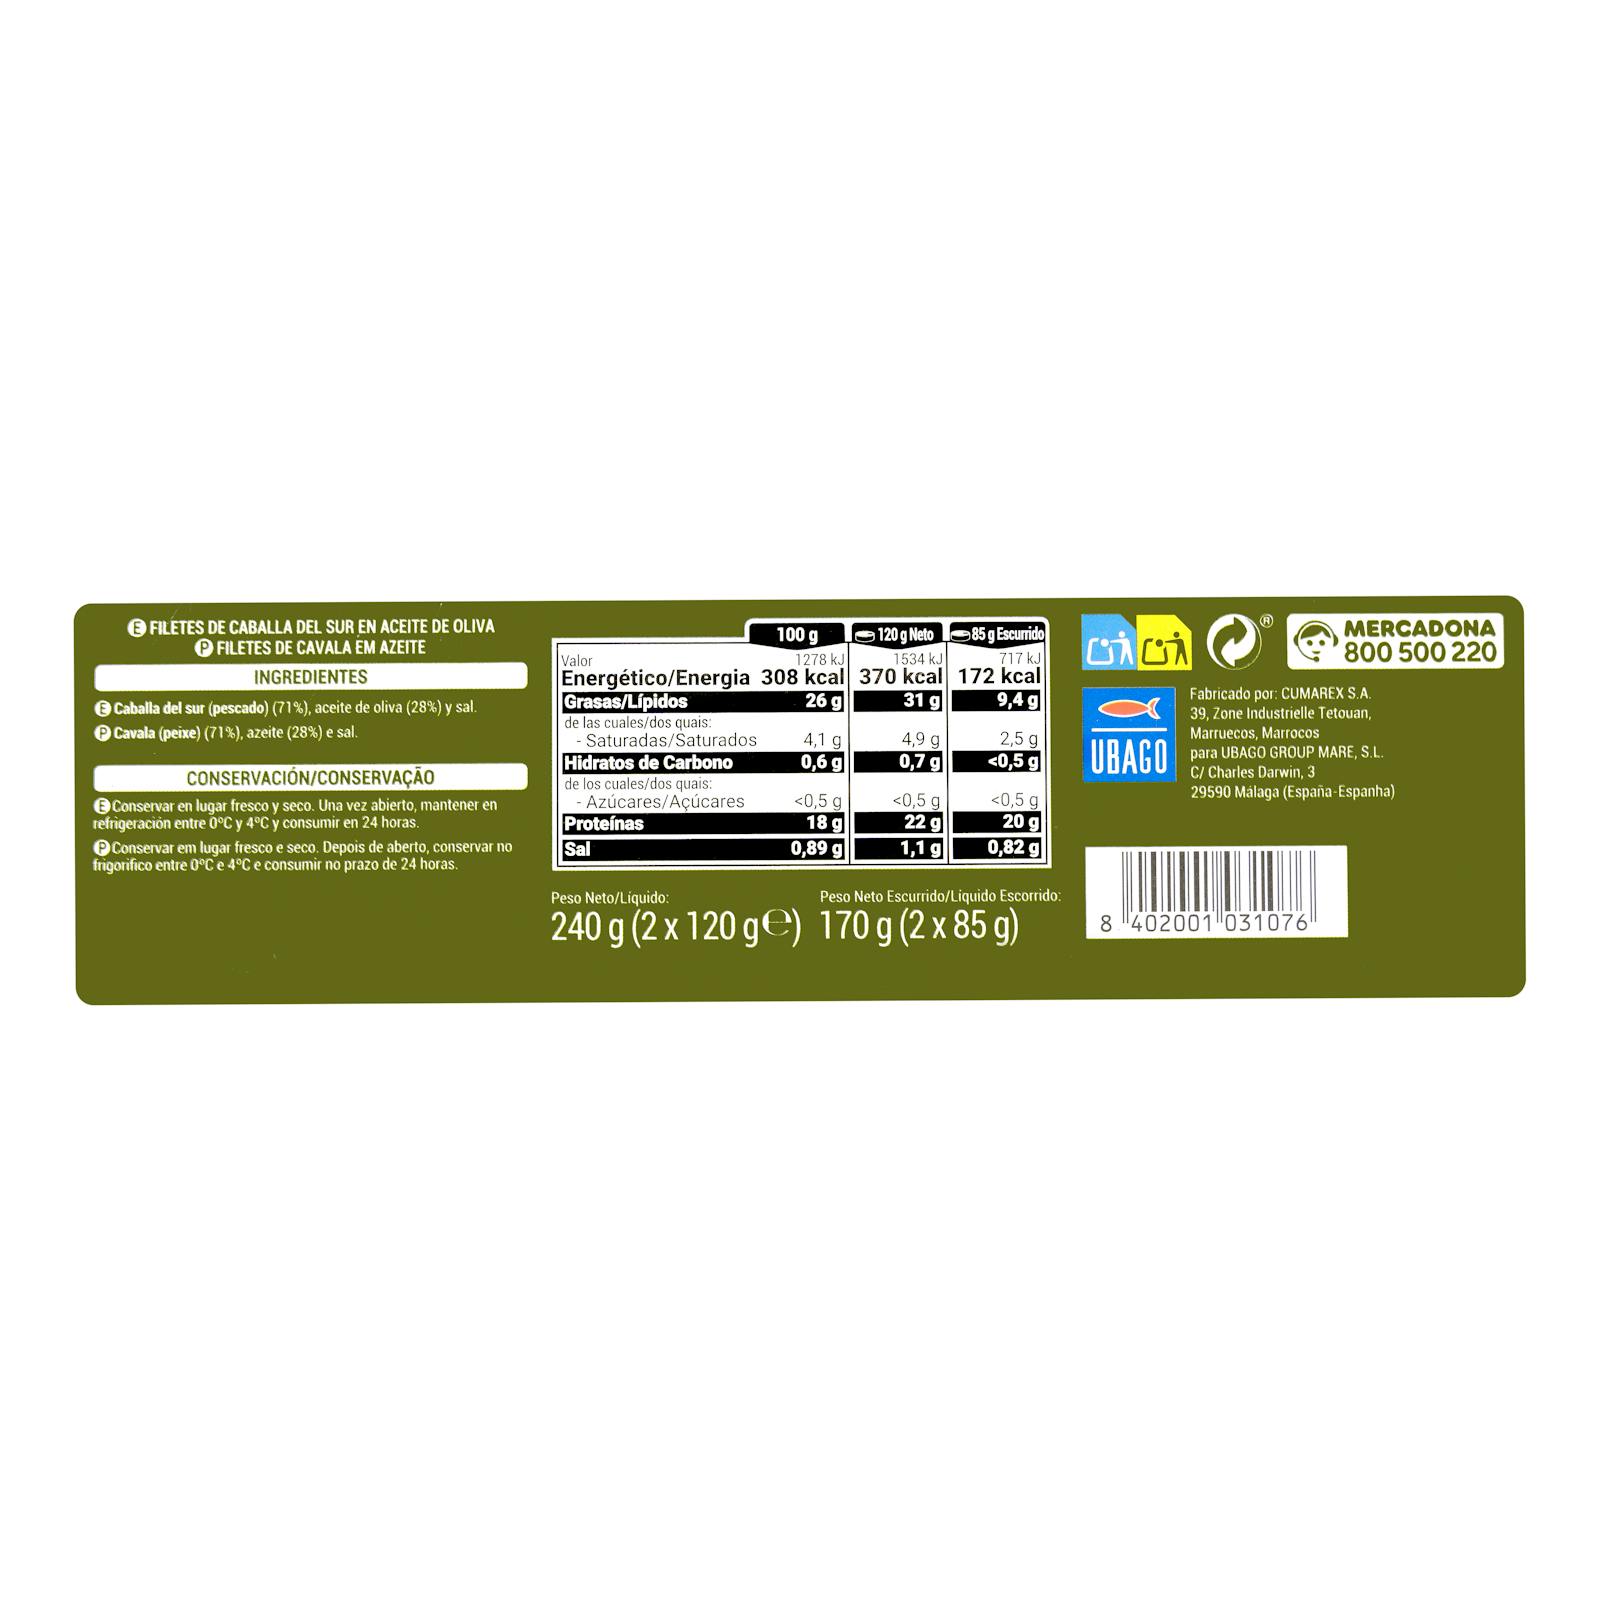 E FILETES DE CABALLA DEL SUR EN ACEITE DE OLIVA
P FILETES DE CAVALA EM AZEITE
INGREDIENTES
E Caballa del sur (pescado) (71%), aceite de oliva (28%) y sal.
P Cavala (peixe) (71%), azeite (28%) e sal.
CONSERVACIÓN/CONSERVAÇÃO
E Conservar en lugar fresco y seco. Una vez abierto, mantener en
refrigeración entre 0ºC y 4ºC y consumir en 24 horas.
P Conservar em lugar fresco e seco. Depois de aberto, conservar no
frigorifico entre 0ºC e 4ºC e consumir no prazo de 24 horas.
100 g 120 g Neto 85 g Escurrido
Valor 1278 kJ 1534 kJ 717 kJ
Energético/Energia 308 kcal 370 kcal 172 kcal
Grasas/Lípidos 26 g 31 g 9,4 g
de las cuales/dos quais:
- Saturadas/Saturados 4,1 g 4,9 g 2,5 g
Hidratos de Carbono 0,6 g 0,7 g <0,5 g
de los cuales/dos quais:
- Azúcares/Açúcares <0,5 g <0,5 g <0,5 g
Proteínas 18 g 22 g 20 g
Sal 0,89 g 1,1 g 0,82 g
Peso Neto/Líquido: Peso Neto Escurrido/Líquido Escorrido:
240 g (2 x 120 g℮) 170 g (2 x 85 g)
®
MERCADONA
800 500 220
UBAGO
Fabricado por: CUMAREX S.A.
39, Zone Industrielle Tetouan,
Marruecos, Marrocos
para UBAGO GROUP MARE, S.L.
C/ Charles Darwin, 3
29590 Málaga (España-Espanha)
8 402001 031076